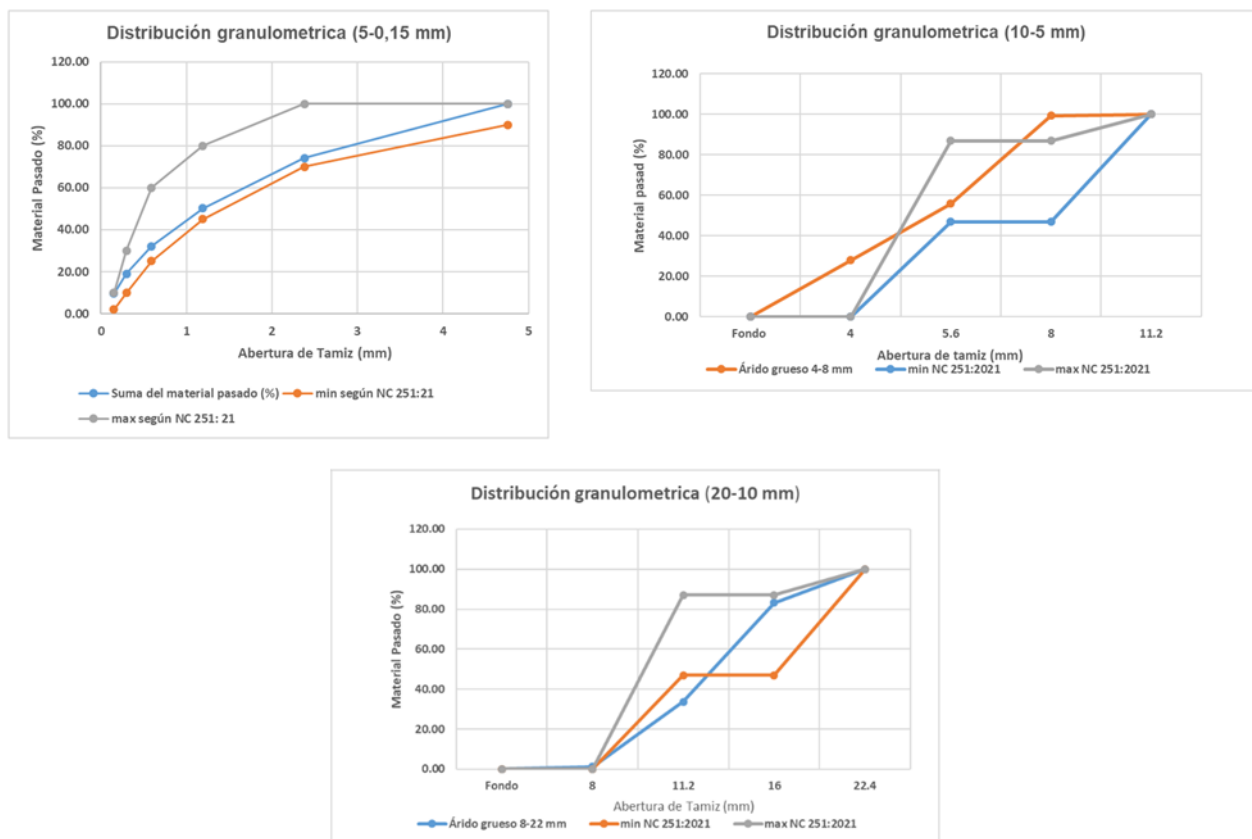 Distribución granulometrica (5-0,15 mm)
120.00
100.00
80.00
60.00
40.00
20.00
0.00
Material Pasado (%)
0 1 2 3 4 5
Abertura de Tamiz (mm)
Suma del material pasado (%) min según NC 251:21
max según NC 251: 21
Distribución granulometrica (10-5 mm)
120.00
100.00
80.00
60.00
40.00
20.00
0.00
Material pasad (%)
Fondo 4 5.6 8 11.2
Abertura de tamiz (mm)
Árido grueso 4-8 mm min NC 251:2021 max NC 251:2021
Distribución granulometrica (20-10 mm)
120.00
100.00
80.00
60.00
40.00
20.00
0.00
Material Pasado (%)
Fondo 8 11.2 16 22.4
Abertura de Tamiz (mm)
Árido grueso 8-22 mm min NC 251:2021 max NC 251:2021